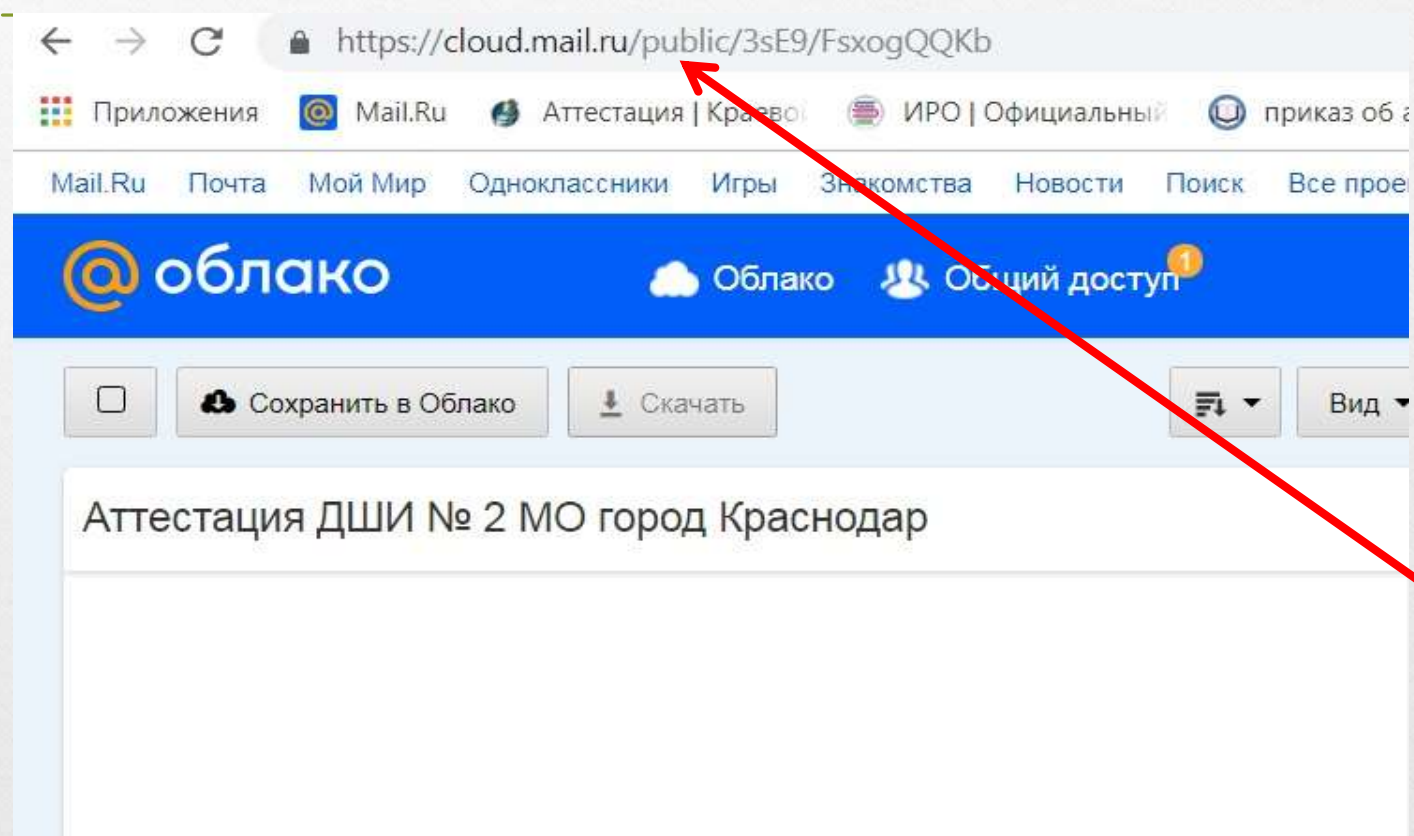 https://cloud.mail.ru/public/3sE9/FsxogQQKb
Приложения Mail.Ru Аттестация | Краевой ИРО | Официальный приказ об а
Mail.Ru Почта Мой Мир Одноклассники Игры Знакомства Новости Поиск Все прое
@облако Облако Общий доступ 1
Сохранить в Облако Скачать Вид
Аттестация ДШИ № 2 МО город Краснодар